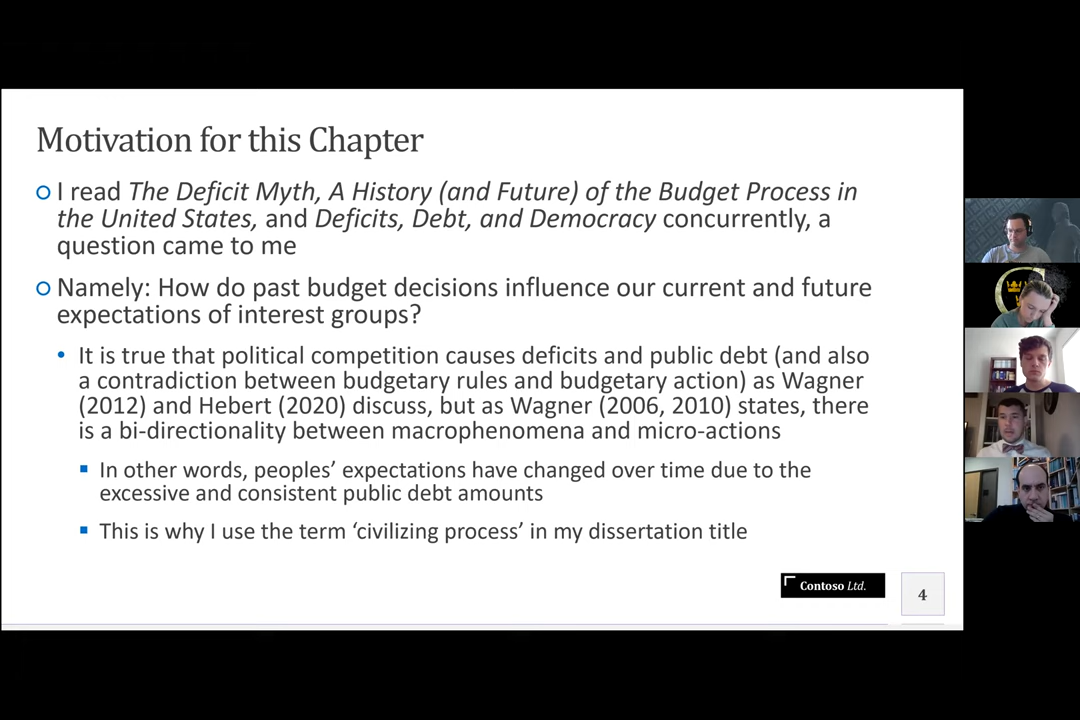 Motivation for this Chapter
I read The Deficit Myth, A History (and Future) of the Budget Process in
the United States, and Deficits, Debt, and Democracy concurrently, a
question came to me
Namely: How do past budget decisions influence our current and future
expectations of interest groups?
It is true that political competition causes deficits and public debt (and also
a contradiction between budgetary rules and budgetary action) as Wagner
(2012) and Hebert (2020) discuss, but as Wagner (2006, 2010) states, there
is a bi-directionality between macrophenomena and micro-actions
In other words, peoples’ expectations have changed over time due to the
excessive and consistent public debt amounts
This is why I use the term ‘civilizing process’ in my dissertation title
Contoso Ltd.
4